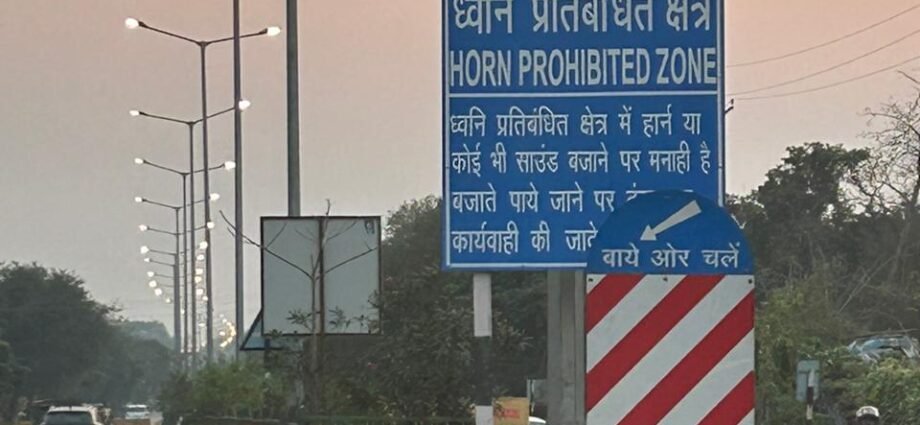 ध्वनि प्रतिबंधित क्षेत्र
HORN PROHIBITED ZONE
ध्वनि प्रतिबंधित क्षेत्र में हार्न या
कोई भी साउंड बजाने पर मनाही है
बजाते पाये जाने पर
कार्यवाही की
बाये ओर चलें